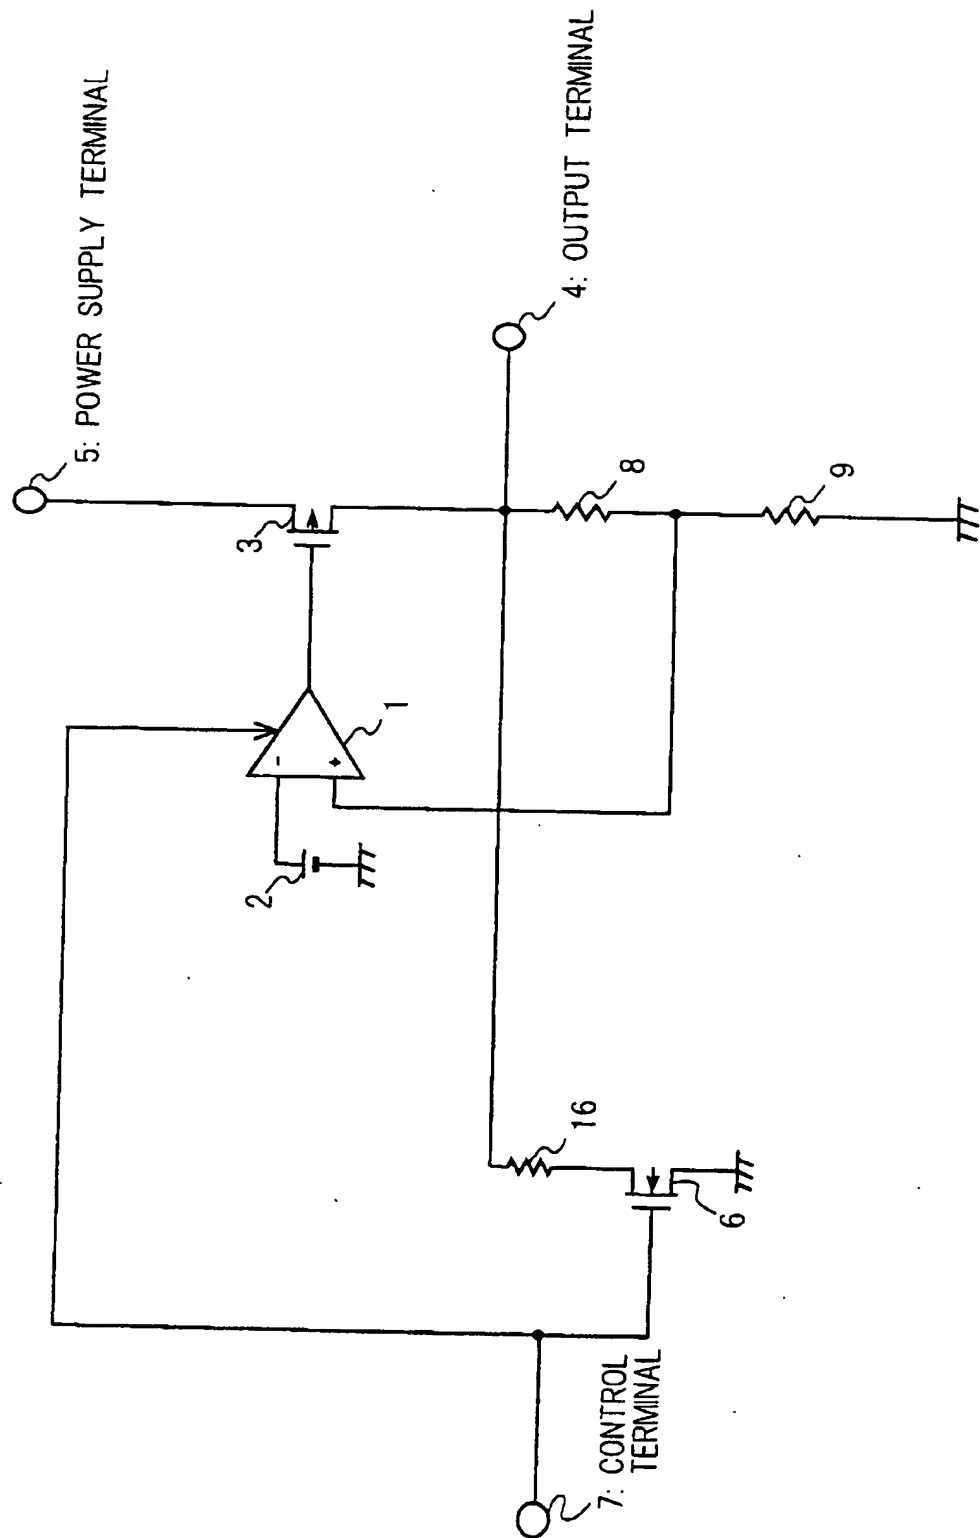 5: POWER SUPPLY TERMINAL
3
4: OUTPUT TERMINAL
8
9
1
-
+
2
16
6
7: CONTROL
TERMINAL